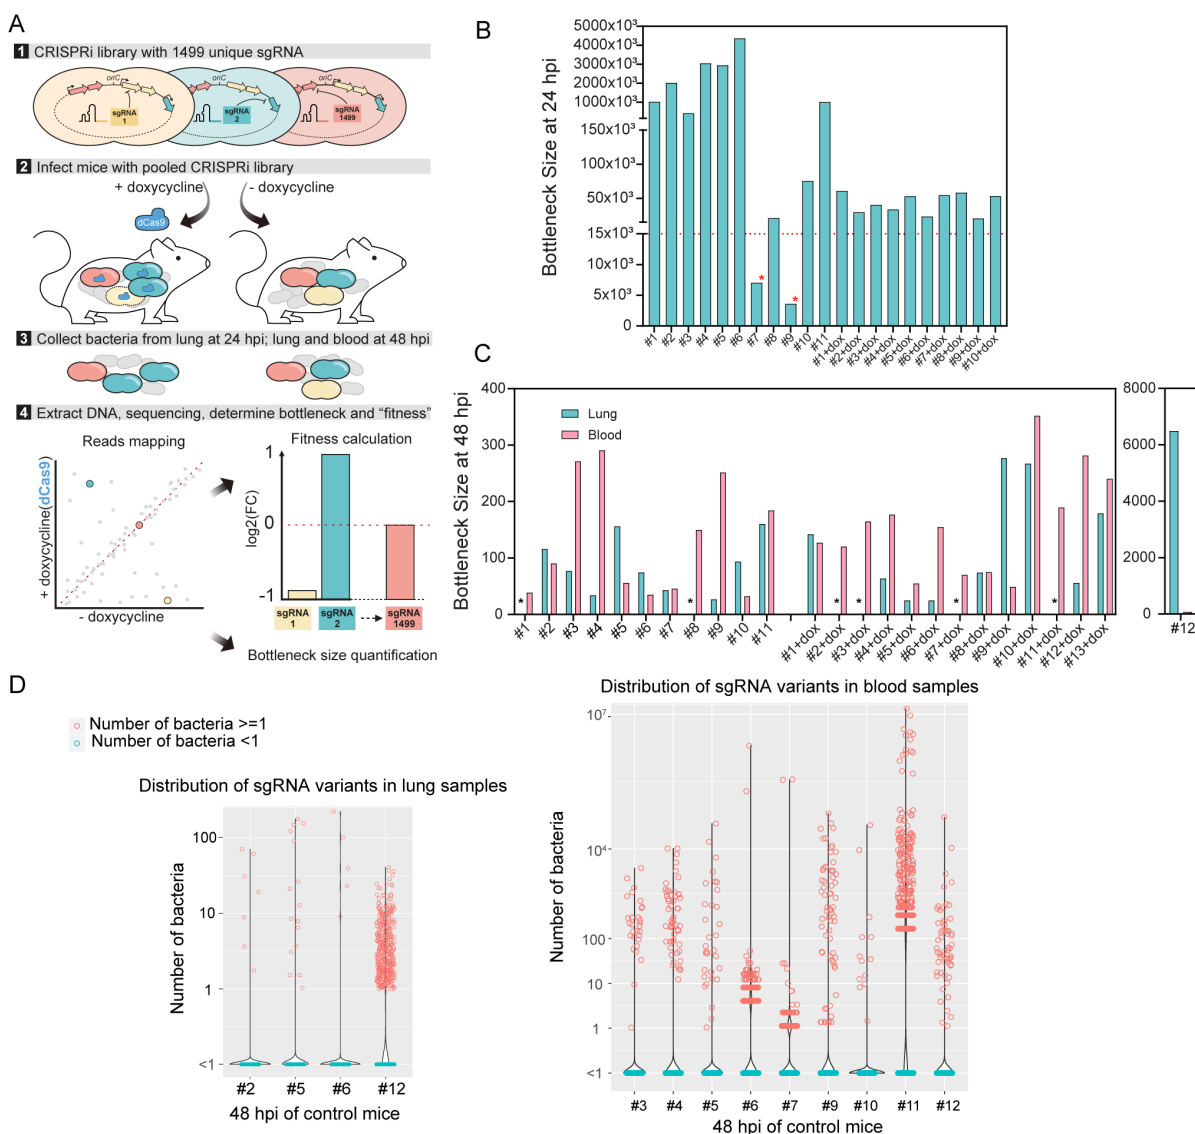 A
1 CRISPRi library with 1499 unique sgRNA
oriC
oriC
oriC
sgRNA
1
sgRNA
2
sgRNA
1499
2 Infect mice with pooled CRISPRi library
+ doxycycline
- doxycycline
dCas9
3 Collect bacteria from lung at 24 hpi; lung and blood at 48 hpi
4 Extract DNA, sequencing, determine bottleneck and "fitness"
Reads mapping
+ doxycycline(dCas9)
- doxycycline
Fitness calculation
log2(FC)
1
0
-1
sgRNA
1
sgRNA
2
sgRNA
1499
Bottleneck size quantification
B
Bottleneck Size at 24 hpi
5000x10³
4000x10³
3000x10³
2000x10³
1000x10³
150x10³
100x10³
50x10³
15x10³
10x10³
5x10³
0
* *
#1 #2 #3 #4 #5 #6 #7 #8 #9 #10 #11 #1+dox #2+dox #3+dox #4+dox #5+dox #6+dox #7+dox #8+dox #9+dox #10+dox
C
Bottleneck Size at 48 hpi
400
300
200
100
0
Lung
Blood
* * * * * *
#1 #2 #3 #4 #5 #6 #7 #8 #9 #10 #11 #1+dox #2+dox #3+dox #4+dox #5+dox #6+dox #7+dox #8+dox #9+dox #10+dox #11+dox #12+dox #13+dox
8000
6000
4000
2000
0
#12
D
Number of bacteria >=1
Number of bacteria <1
Distribution of sgRNA variants in lung samples
Number of bacteria
100
10
1
<1
#2 #5 #6 #12
48 hpi of control mice
Distribution of sgRNA variants in blood samples
Number of bacteria
10⁷
10⁴
100
10
1
<1
#3 #4 #5 #6 #7 #9 #10 #11 #12
48 hpi of control mice